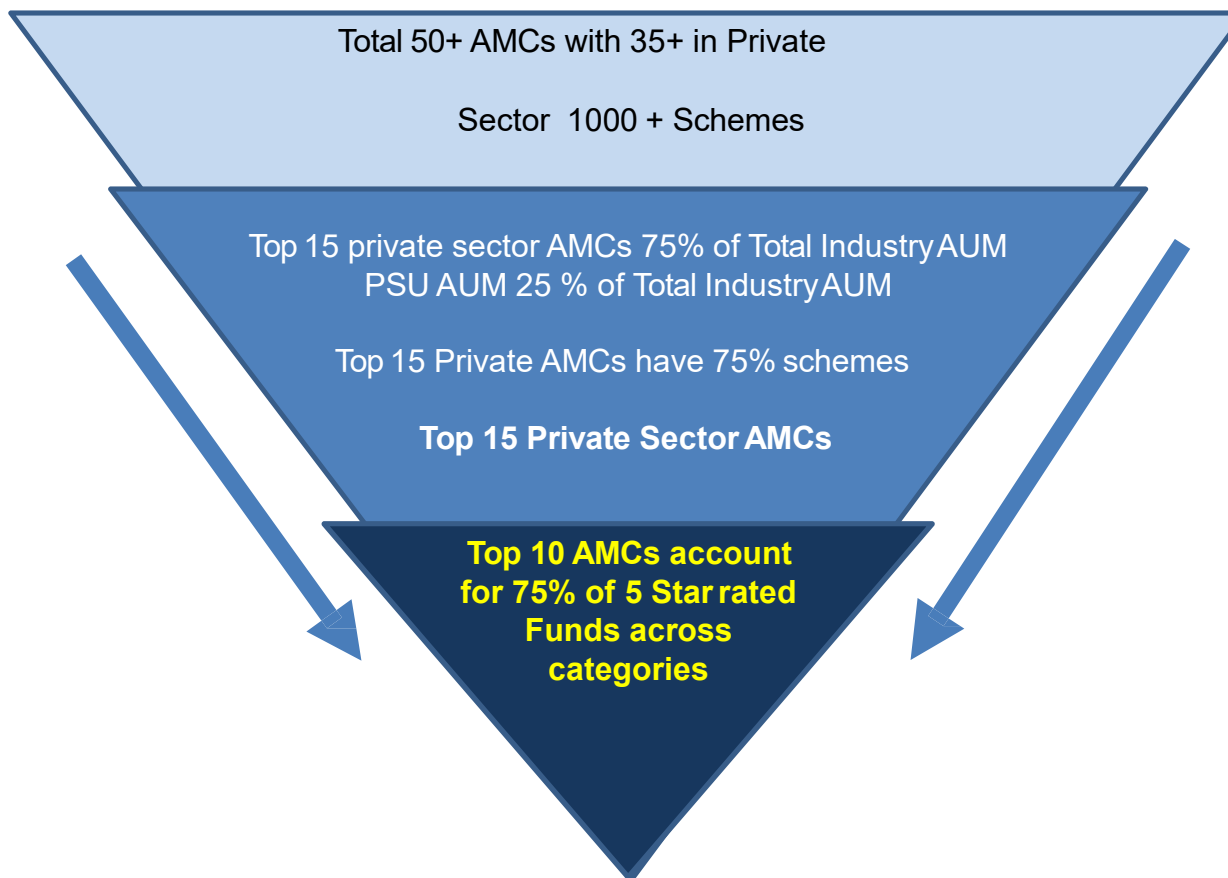 Total 50+ AMCs with 35+ in Private
Sector 1000 + Schemes
Top 15 private sector AMCs 75% of Total Industry AUM
PSU AUM 25 % of Total Industry AUM
Top 15 Private AMCs have 75% schemes
Top 15 Private Sector AMCs
Top 10 AMCs account
for 75% of 5 Star rated
Funds across
categories